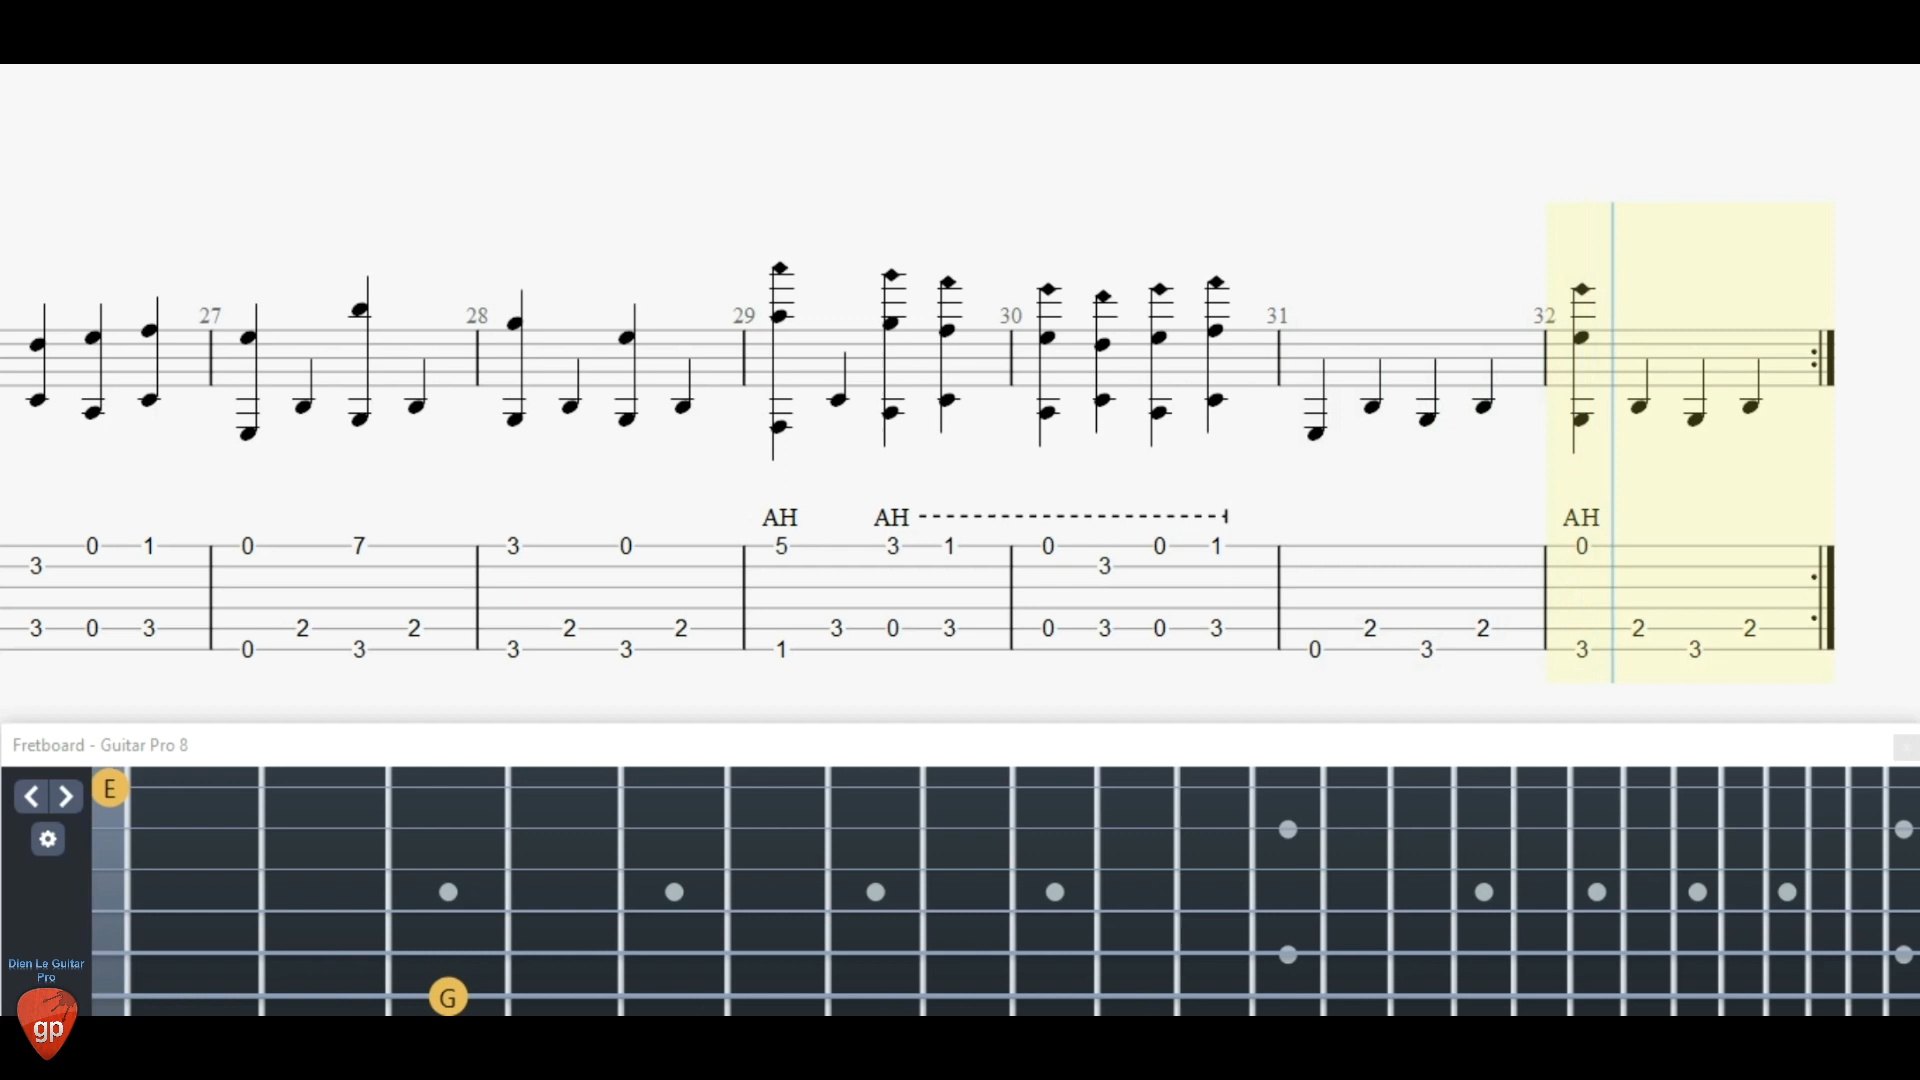 27 28 29 30 31 32
AH AH AH
0 1 0 7 3 0 5 3 1 0 0 1 0
3 3
3 0 3 2 2 2 2 3 0 3 0 3 0 3 2 2 2 2
0 3 3 3 1 0 3 3 3
Fretboard - Guitar Pro 8
E
G
Dien Le Guitar
Pro
gp